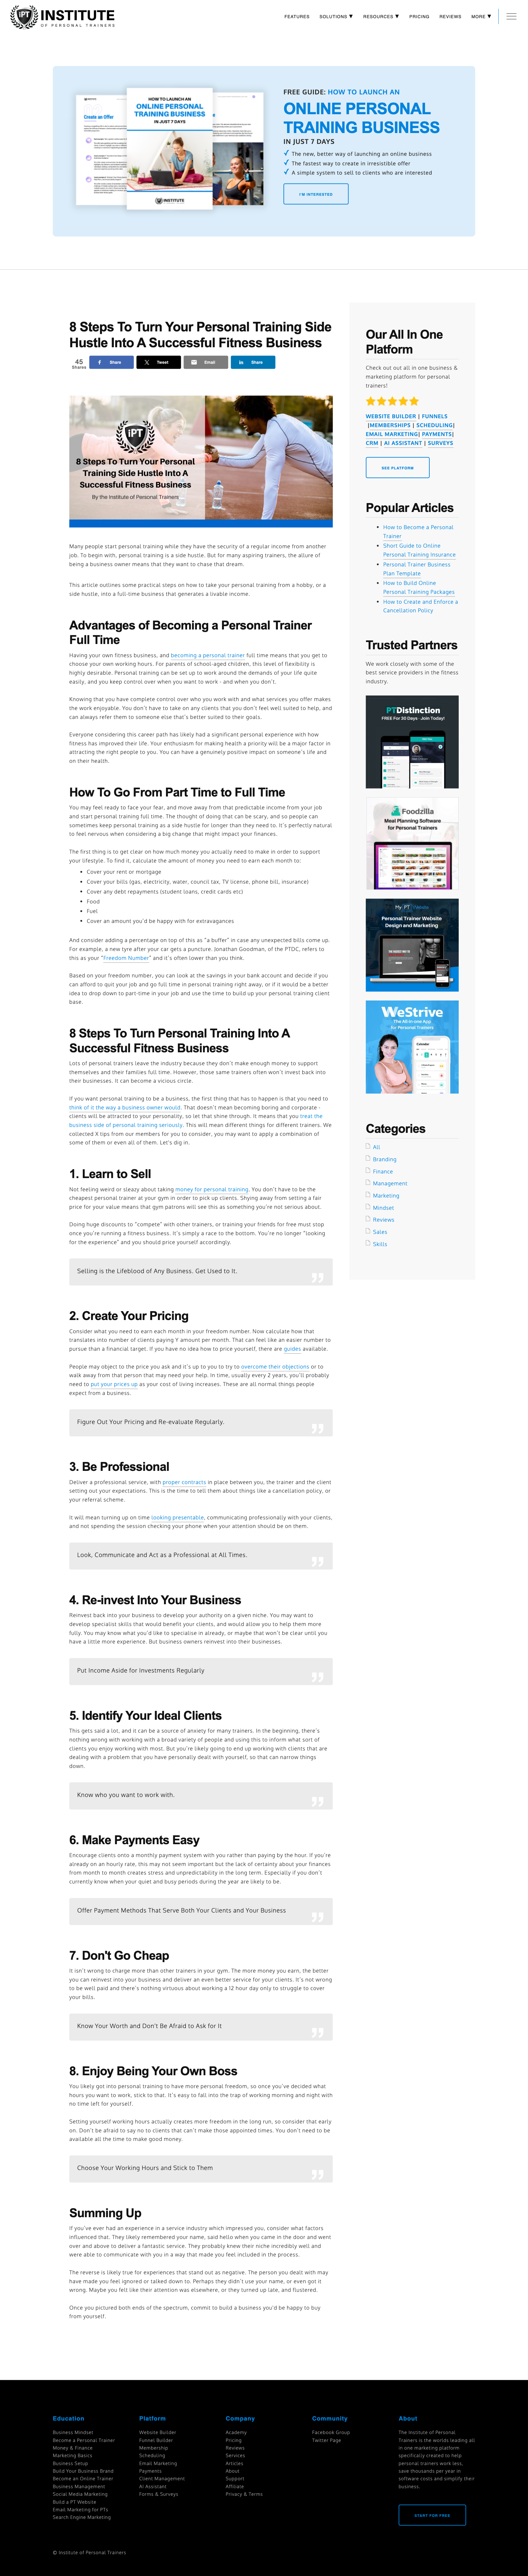 IPT INSTITUTE
OF PERSONAL TRAINERS
FEATURES SOLUTIONS RESOURCES PRICING REVIEWS MORE
FREE GUIDE: HOW TO LAUNCH AN
ONLINE PERSONAL
TRAINING BUSINESS
IN JUST 7 DAYS
The new, better way of launching an online business
The fastest way to create in irresistible offer
A simple system to sell to clients who are interested
I'M INTERESTED
Create an Offer
HOW TO LAUNCH AN
ONLINE PERSONAL
TRAINING BUSINESS
IN JUST 7 DAYS
INSTITUTE
8 Steps To Turn Your Personal Training Side
Hustle Into A Successful Fitness Business
45
Shares
Share
Tweet
Email
Share
IPT
8 Steps To Turn Your Personal
Training Side Hustle Into A
Successful Fitness Business
By the Institute of Personal Trainers
Many people start personal training while they have the security of a regular income from another
job. To begin with, personal training is a side hustle. But for many aspiring trainers, the allure of
being a business owner and having more freedom is what appeals to them.
This article outlines actionable steps on how to take your personal training from a hobby, or a
side hustle, into a full-time business that creates a solid income.
Advantages of Becoming a Personal Trainer
Full Time
Having your own fitness business, and becoming a personal trainer full time means that you get to
choose your own working hours. For parents of school-aged children, this level of flexibility is
highly desirable. Personal training can be set up to work around the demands of your life quite
easily, and you keep control over when you want to work - and when you don't.
Knowing that you have complete control over who you work with and what services you offer makes
the work enjoyable. You don't have to take on any clients that you don't feel well suited to help, and
can always refer them to someone else that's better suited to their goals.
Everyone considering this career path has likely had a significant personal experience with how
fitness has improved their life. Your enthusiasm for making health a priority will be a major factor in
attracting the right people to you. You can have a genuinely positive impact on someone's life and
on their health.
How To Go From Part Time to Full Time
You may feel ready to face your fear, and move away from that predictable income from your job
and start personal training full time. The thought of doing that can be scary, and so people can
sometimes keep personal training as a side hustle for longer than they need to. It's perfectly normal
to feel nervous when considering a big change that might impact your finances.
The first thing is to get clear on how much money you actually need to make in order to support
your lifestyle. To find it, calculate the amount of money you need to earn each month to:
Cover your rent or mortgage
Cover your bills (gas, electricity, water, council tax, TV license, phone bill, insurance)
Cover any debt repayments (student loans, credit cards etc)
Food
Fuel
Cover an amount you'd be happy with for extravagances
And consider adding a percentage on top of this as "a buffer" in case any unexpected bills come up.
For example, a new tyre after your car gets a puncture. Jonathan Goodman, of the PTDC, refers to
this as your "Freedom Number" and it's often lower than you think.
Based on your freedom number, you can look at the savings in your bank account and decide if you
can afford to quit your job and go full time in personal training right away, or if it would be a better
idea to drop down to part-time in your job and use the time to build up your personal training client
base.
8 Steps To Turn Personal Training Into A
Successful Fitness Business
Lots of personal trainers leave the industry because they don't make enough money to support
themselves and their families full time. However, those same trainers often won't invest back into
their businesses. It can become a vicious circle.
If you want personal training to be a business, the first thing that has to happen is that you have to
think of it the way a business owner would. That doesn't mean becoming boring and corporate -
clients will be attracted to your personality, so let that shine through. It means that you treat the
business side of personal training seriously. This will mean different things for different trainers. We
collected X tips from our members for you to consider, you may want to apply a combination of
some of them or even all of them. Let's dig in.
1. Learn to Sell
Not feeling weird or sleazy about taking money for personal training. You don't have to be the
cheapest personal trainer at your gym in order to pick up clients. Shying away from setting a fair
price for your value means that gym patrons will see this as something you're not serious about.
Doing huge discounts to "compete" with other trainers, or training your friends for free must stop
once you're running a fitness business. It's simply a race to the bottom. You're no longer "looking
for the experience" and you should price yourself accordingly.
Selling is the Lifeblood of Any Business. Get Used to It.
2. Create Your Pricing
Consider what you need to earn each month in your freedom number. Now calculate how that
translates into number of clients paying Y amount per month. That can feel like an easier number to
pursue than a financial target. If you have no idea how to price yourself, there are guides available.
People may object to the price you ask and it's up to you to try to overcome their objections or to
walk away from that person that may need your help. In time, usually every 2 years, you'll probably
need to put your prices up as your cost of living increases. These are all normal things people
expect from a business.
Figure Out Your Pricing and Re-evaluate Regularly.
3. Be Professional
Deliver a professional service, with proper contracts in place between you, the trainer and the client
setting out your expectations. This is the time to tell them about things like a cancellation policy, or
your referral scheme.
It will mean turning up on time looking presentable, communicating professionally with your clients,
and not spending the session checking your phone when your attention should be on them.
Look, Communicate and Act as a Professional at All Times.
4. Re-invest Into Your Business
Reinvest back into your business to develop your authority on a given niche. You may want to
develop specialist skills that would benefit your clients, and would allow you to help them more
fully. You may know what you'd like to specialise in already, or maybe that won't be clear until you
have a little more experience. But business owners reinvest into their businesses.
Put Income Aside for Investments Regularly
5. Identify Your Ideal Clients
This gets said a lot, and it can be a source of anxiety for many trainers. In the beginning, there's
nothing wrong with working with a broad variety of people and using this to inform what sort of
clients you enjoy working with most. But you're likely going to end up working with clients that are
dealing with a problem that you have personally dealt with yourself, so that can narrow things
down.
Know who you want to work with.
6. Make Payments Easy
Encourage clients onto a monthly payment system with you rather than paying by the hour. If you're
already on an hourly rate, this may not seem important but the lack of certainty about your finances
from month to month creates stress and unpredictability in the long term. Especially if you don't
currently know when your quiet and busy periods during the year are likely to be.
Offer Payment Methods That Serve Both Your Clients and Your Business
7. Don't Go Cheap
It isn't wrong to charge more than other trainers in your gym. The more money you earn, the better
you can reinvest into your business and deliver an even better service for your clients. It's not wrong
to be well paid and there's nothing virtuous about working a 12 hour day only to struggle to cover
your bills.
Know Your Worth and Don't Be Afraid to Ask for It
8. Enjoy Being Your Own Boss
You likely got into personal training to have more personal freedom, so once you've decided what
hours you want to work, stick to that. It's easy to fall into the trap of working morning and night with
no time left for yourself.
Setting yourself working hours actually creates more freedom in the long run, so consider that early
on. Don't be afraid to say no to clients that can't make those appointed times. You don't need to be
available all the time to make good money.
Choose Your Working Hours and Stick to Them
Summing Up
If you've ever had an experience in a service industry which impressed you, consider what factors
influenced that. They likely remembered your name, said hello when you came in the door and went
over and above to deliver a fantastic service. They probably knew their niche incredibly well and
were able to communicate with you in a way that made you feel included in the process.
The reverse is likely true for experiences that stand out as negative. The person you dealt with may
have made you feel ignored or talked down to. Perhaps they didn't use your name, or even got it
wrong. Maybe you felt like their attention was elsewhere, or they turned up late, and flustered.
Once you pictured both ends of the spectrum, commit to build a business you'd be happy to buy
from yourself.
Our All In One
Platform
Check out out all in one business &
marketing platform for personal
trainers!
WEBSITE BUILDER | FUNNELS
|MEMBERSHIPS | SCHEDULING|
EMAIL MARKETING| PAYMENTS|
CRM | AI ASSISTANT | SURVEYS
SEE PLATFORM
Popular Articles
How to Become a Personal
Trainer
Short Guide to Online
Personal Training Insurance
Personal Trainer Business
Plan Template
How to Build Online
Personal Training Packages
How to Create and Enforce a
Cancellation Policy
Trusted Partners
We work closely with some of the
best service providers in the fitness
industry.
PTDistinction
FREE For 30 Days - Join Today!
Foodzilla
Meal Planning Software
for Personal Trainers
My PT Website
Personal Trainer Website
Design and Marketing
WeStrive
The All-in-One App
For Personal Trainers
Calendar
Categories
All
Branding
Finance
Management
Marketing
Mindset
Reviews
Sales
Skills
Education
Business Mindset
Become a Personal Trainer
Money & Finance
Marketing Basics
Business Setup
Build Your Business Brand
Become an Online Trainer
Business Management
Social Media Marketing
Build a PT Website
Email Marketing for PTs
Search Engine Marketing
Platform
Website Builder
Funnel Builder
Membership
Scheduling
Email Marketing
Payments
Client Management
Ai Assistant
Forms & Surveys
Company
Academy
Pricing
Reviews
Services
Articles
About
Support
Affiliate
Privacy & Terms
Community
Facebook Group
Twitter Page
About
The Institute of Personal
Trainers is the worlds leading all
in one marketing platform
specifically created to help
personal trainers work less,
save thousands per year in
software costs and simplify their
business.
START FOR FREE
© Institute of Personal Trainers